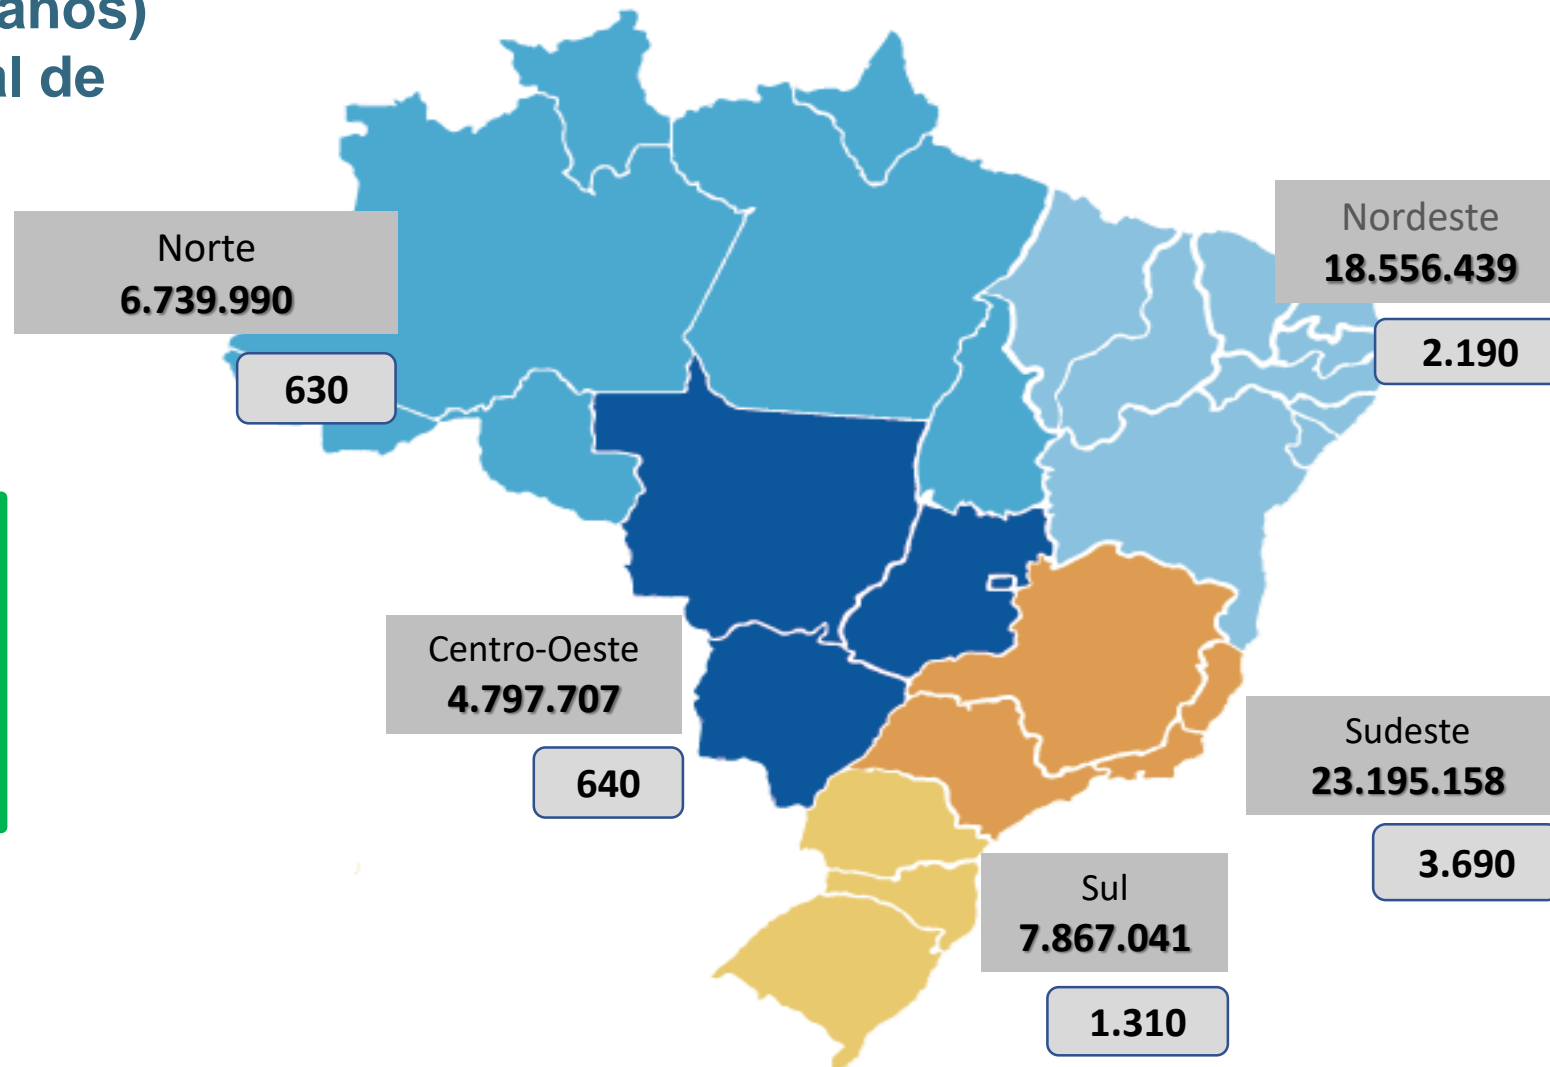 anos)
al de
Norte
6.739.990
630
Nordeste
18.556.439
2.190
Centro-Oeste
4.797.707
640
Sudeste
23.195.158
3.690
Sul
7.867.041
1.310